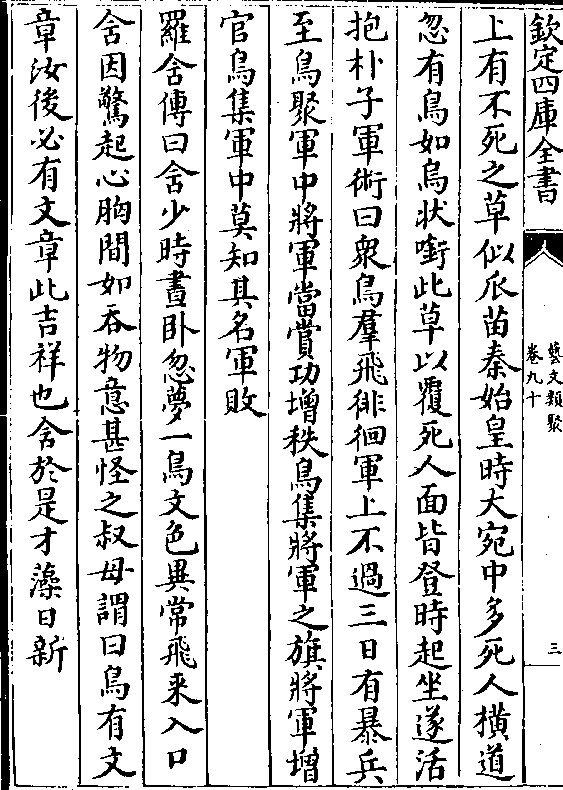 欽定四庫全書
藝文類聚
卷九十
三
上有不死之草似𤓰苗秦始皇時大宛中多死人横道
忽有鳥如烏狀銜此草以覆死人面皆登時起坐遂活
抱朴子軍術曰衆鳥羣飛徘徊軍上不過三日有暴兵
至鳥聚軍中將軍當賞功增秩鳥集將軍之旗將軍增
官鳥集軍中莫知其名軍敗
羅含傳曰含少時晝卧忽夢一鳥文色異常飛来入口
含因驚起心胸間如吞物意甚怪之叔母謂曰鳥有文
章汝後必有文章此吉祥也含於是才藻日新